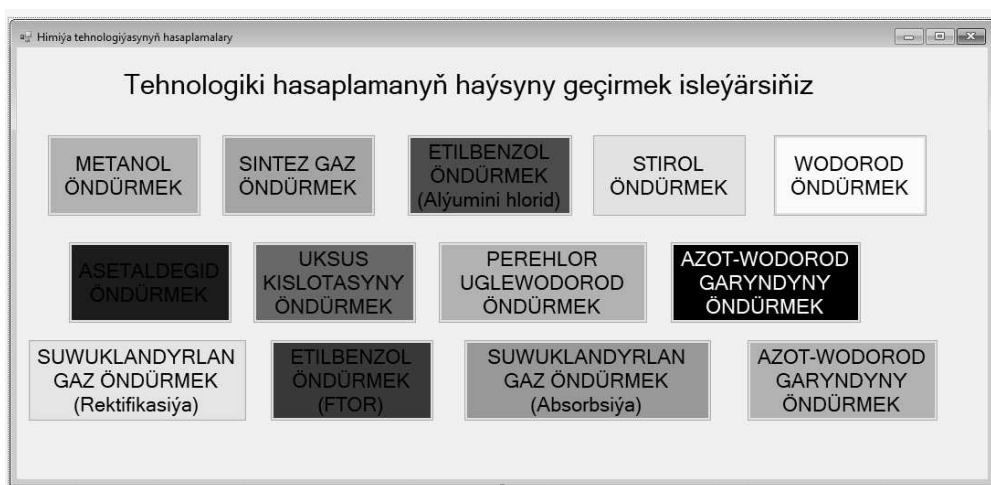 Himiýa tehnologiýasynyň hasaplamalary
Tehnologiki hasaplamanyň haýsyny geçirmek isleýärsiňiz
METANOL
ÖNDÜRMEK
SINTEZ GAZ
ÖNDÜRMEK
ETILBENZOL
ÖNDÜRMEK
(Alýumini hlorid)
STIROL
ÖNDÜRMEK
WODOROD
ÖNDÜRMEK
ASETALDEGID
ÖNDÜRMEK
UKSUS
KISLOTASYNY
ÖNDÜRMEK
PEREHLOR
UGLEWODOROD
ÖNDÜRMEK
AZOT-WODOROD
GARYNDYNY
ÖNDÜRMEK
SUWUKLANDYRLAN
GAZ ÖNDÜRMEK
(Rektifikasiýa)
ETILBENZOL
ÖNDÜRMEK
(FTOR)
SUWUKLANDYRLAN
GAZ ÖNDÜRMEK
(Absorbsiýa)
AZOT-WODOROD
GARYNDYNY
ÖNDÜRMEK